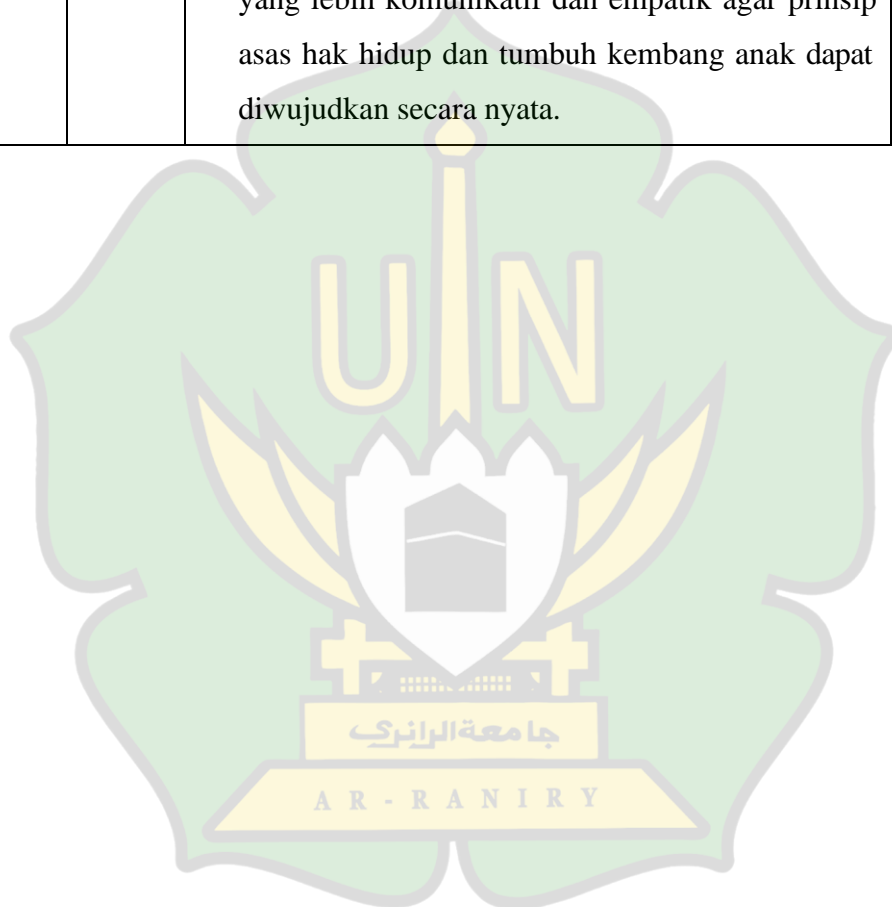 yang lebih komunikatif dan empatik agar prinsip
asas hak hidup dan tumbuh kembang anak dapat
diwujudkan secara nyata.
UIN
جامعةالرانري
AR-RANIRY